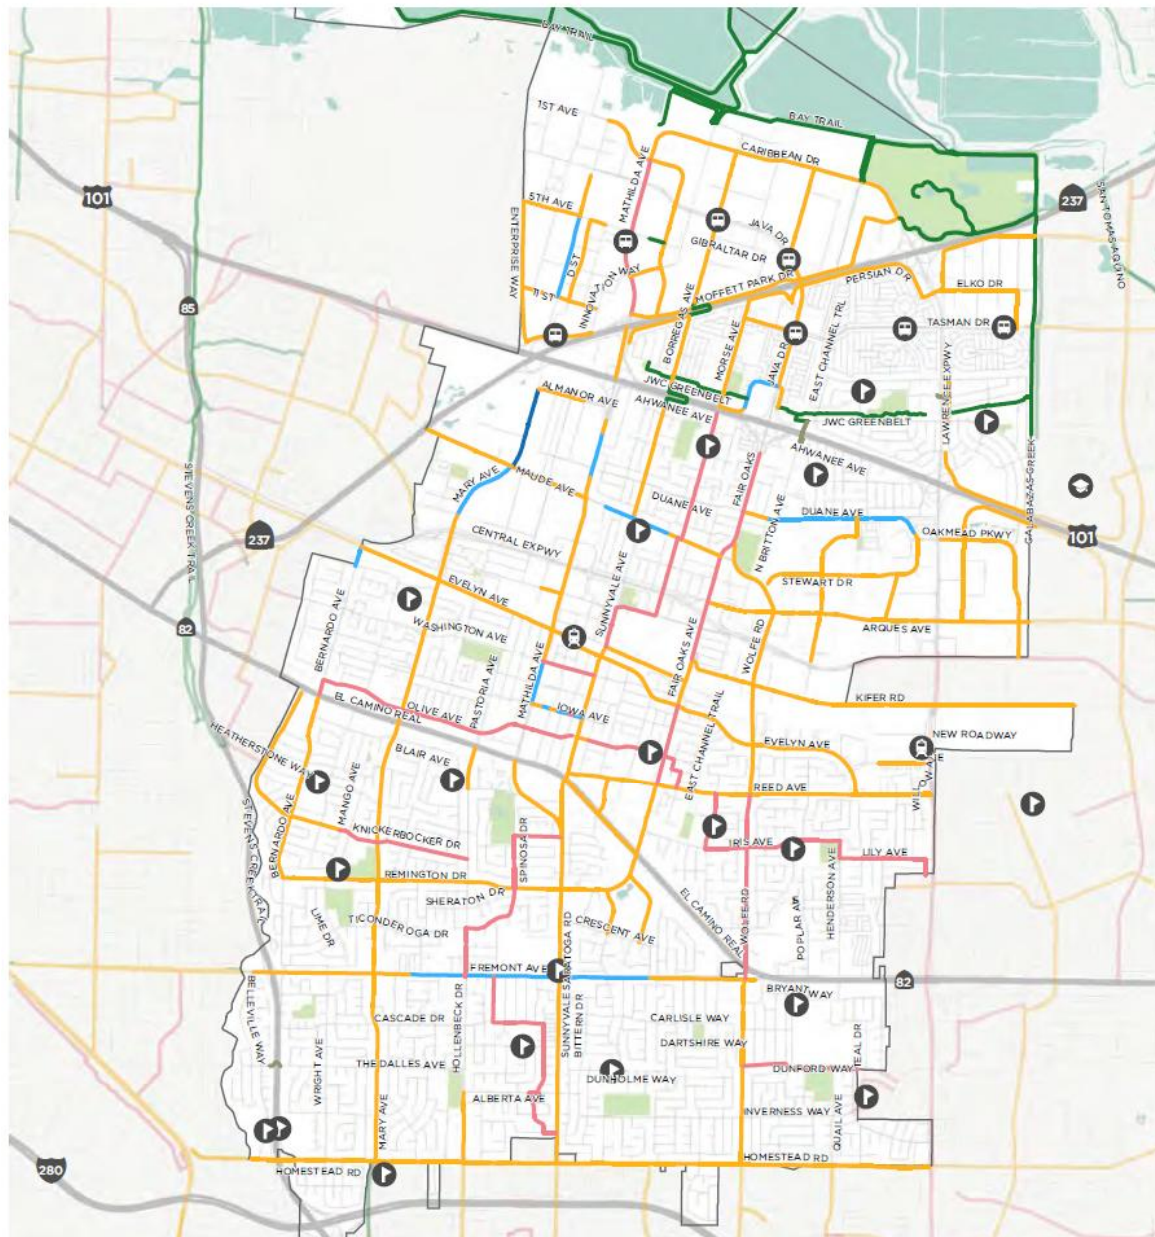 BAY TRAIL
1ST AVE
BAY TRAIL
CARIBBEAN DR
MATHILDA AVE
101
5TH AVE
ENTERPRISE WAY
237
SAN TOMAS AQUINO
JAVA DR
GIBRALTAR DR
D ST
11 ST
INNOVATION WAY
MOFFETT PARK DR
PERSIAN DR
ELKO DR
TASMAN DR
85
BORREGAS AVE
MORSE AVE
JAVA DR
EAST CHANNEL TRL
LAWRENCE EXPWY
JWC GREENBELT
ALMANOR AVE
AHWANEE AVE
JWC GREENBELT
AHWANEE AVE
CALABAZAS CREEK
STEVENS CREEK TRAIL
MARY AVE
MAUDE AVE
FAIR OAKS
DUANE AVE
N BRITTON AVE
DUANE AVE
OAKMEAD PKWY
101
237
CENTRAL EXPWY
EVELYN AVE
SUNNYVALE AVE
STEWART DR
82
BERNARDO AVE
WASHINGTON AVE
ARQUES AVE
WOLFE RD
FAIR OAKS AVE
PASTORIA AVE
MATHILDA AVE
OLIVE AVE
EL CAMINO REAL
IOWA AVE
KIFER RD
HEATHERSTONE WAY
BLAIR AVE
EAST CHANNEL TRAIL
EVELYN AVE
NEW ROADWAY
WILLOW AVE
REED AVE
MANGO AVE
BERNARDO AVE
STEVENS CREEK TRAIL
KNICKERBOCKER DR
SPINOSA DR
IRIS AVE
LILY AVE
REMINGTON DR
SHERATON DR
HENDERSON AVE
LIME DR
TICONDEROGA DR
EL CAMINO REAL
WOLFE RD
POPLAR AVE
CRESCENT AVE
SUNNYVALE SARATOGA RD
FREMONT AVE
82
BELLEVILLE WAY
BRYANT WAY
HOLLENBECK DR
BITTERN DR
CASCADE DR
CARLISLE WAY
DARTSHIRE WAY
TEAL DR
WRIGHT AVE
THE DALLES AVE
DUNFORD WAY
DUNHOLME WAY
MARY AVE
ALBERTA AVE
INVERNESS WAY
QUAIL AVE
HOMESTEAD RD
HOMESTEAD RD
280